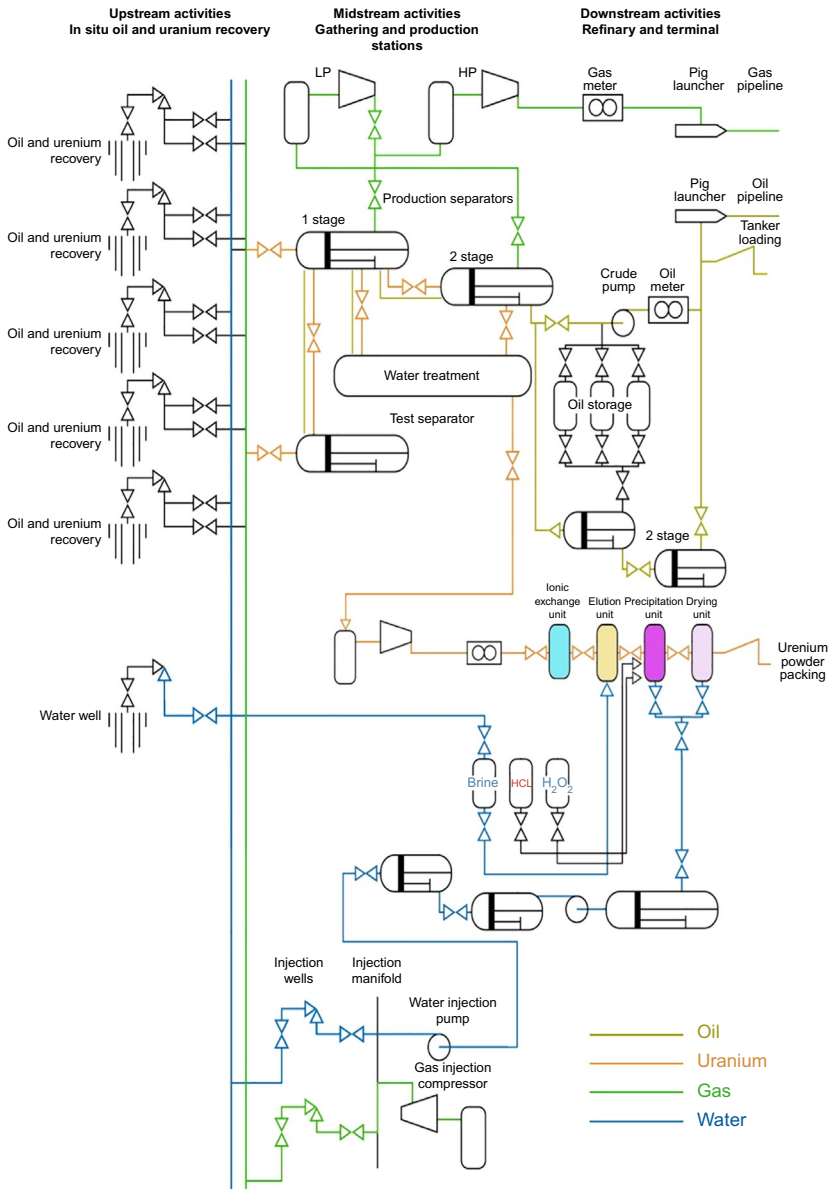 Upstream activities
In situ oil and uranium recovery
Midstream activities
Gathering and production
stations
Downstream activities
Refinary and terminal
LP
HP
Gas
meter
Pig
launcher
Gas
pipeline
Oil and urenium
recovery
Production separators
1 stage
2 stage
Pig
launcher
Oil
pipeline
Tanker
loading
Oil and urenium
recovery
Crude
pump
Oil
meter
Oil and urenium
recovery
Water treatment
Oil storage
Test separator
Oil and urenium
recovery
Oil and urenium
recovery
2 stage
Ionic
exchange
unit
Elution
unit
Precipitation
unit
Drying
unit
Urenium
powder
packing
Water well
Brine
HCL
H2O2
Injection
wells
Injection
manifold
Water injection
pump
Gas injection
compressor
Oil
Uranium
Gas
Water